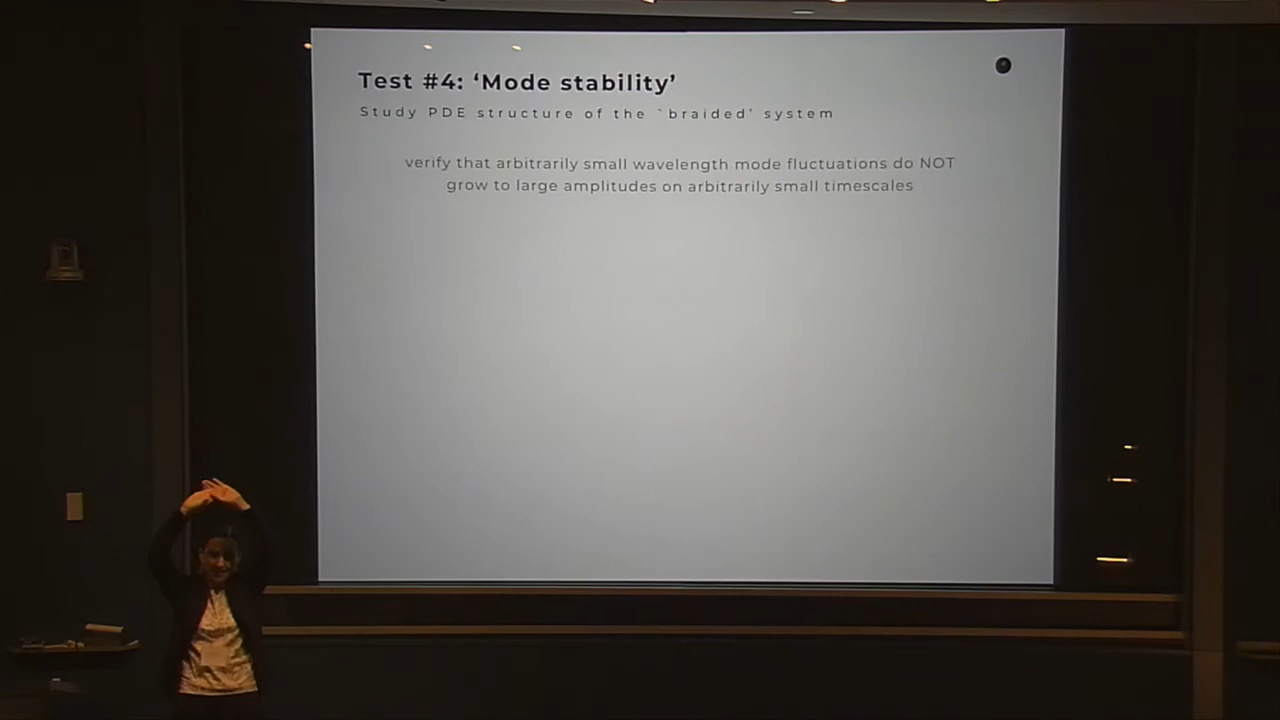 Test #4: ‘Mode stability’
Study PDE structure of the `braided’ system
verify that arbitrarily small wavelength mode fluctuations do NOT
grow to large amplitudes on arbitrarily small timescales